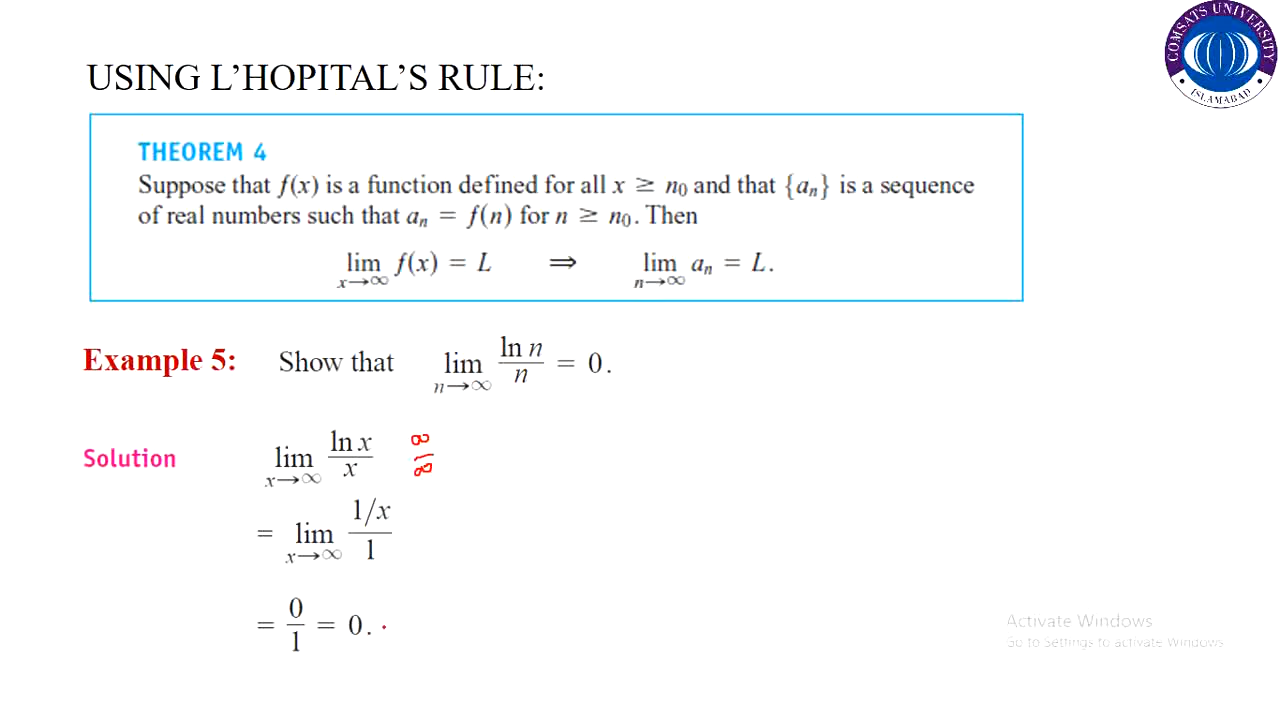 COMSATS UNIVERSITY
ISLAMABAD
USING L’HOPITAL’S RULE:
THEOREM 4
Suppose that f(x) is a function defined for all x ≥ n₀ and that {aₙ} is a sequence
of real numbers such that aₙ = f(n) for n ≥ n₀. Then
lim x→∞ f(x) = L ⇒ lim n→∞ aₙ = L.
Example 5: Show that lim n→∞ ln n / n = 0.
Solution lim x→∞ ln x / x ∞/∞
= lim x→∞ 1/x / 1
= 0/1 = 0.
Activate Windows
Go to Settings to activate Windows